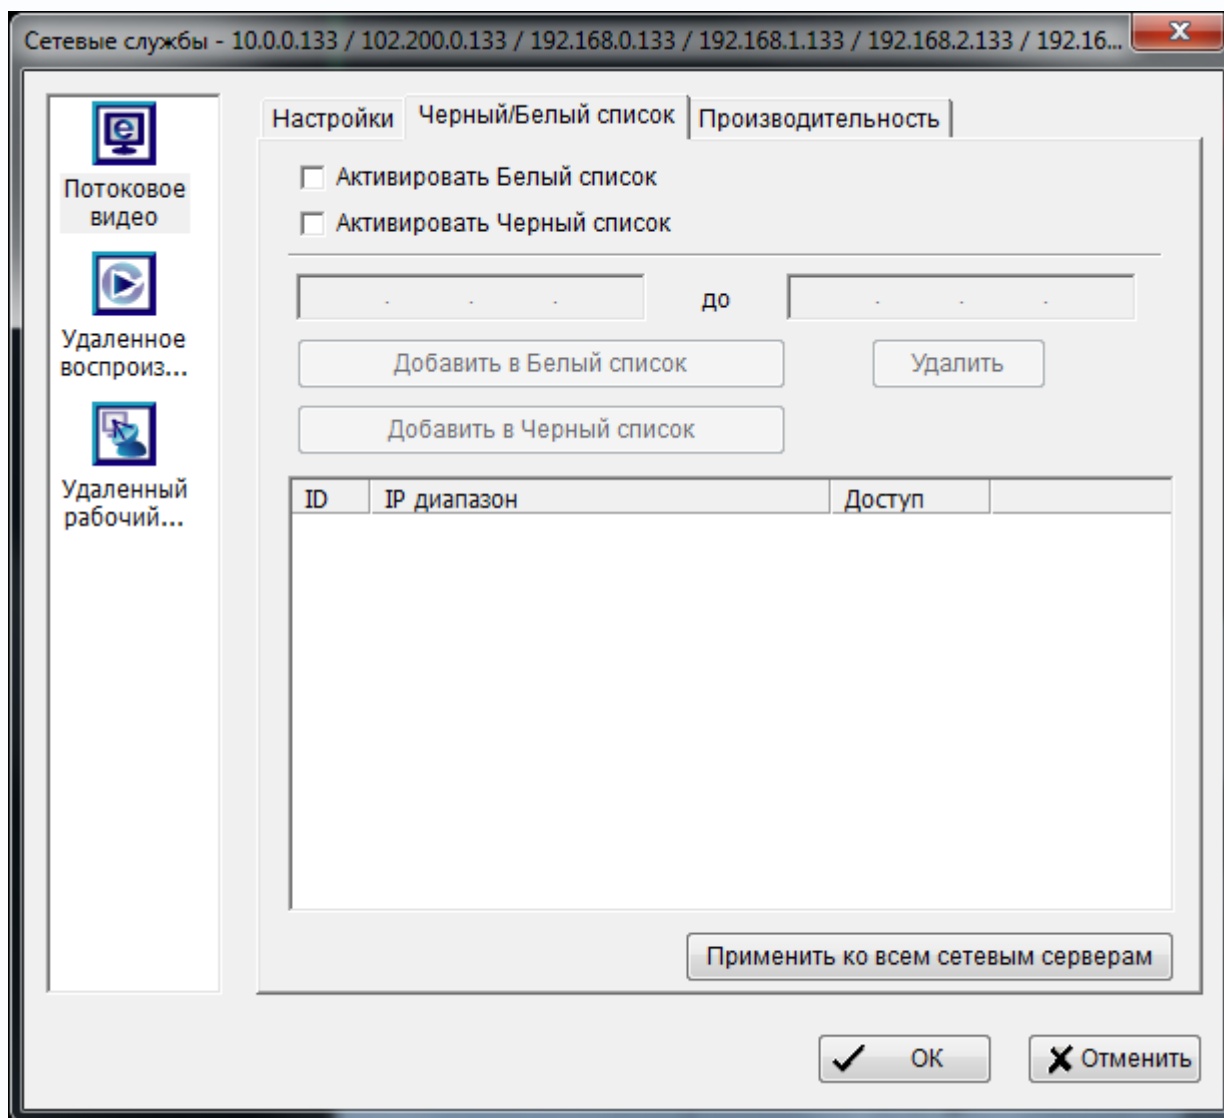 Сетевые службы - 10.0.0.133 / 102.200.0.133 / 192.168.0.133 / 192.168.1.133 / 192.168.2.133 / 192.16...
Потоковое
видео
Удаленное
воспроиз...
Удаленный
рабочий...
Настройки
Черный/Белый список
Производительность
Активировать Белый список
Активировать Черный список
. . . до . . .
Добавить в Белый список
Удалить
Добавить в Черный список
ID IP диапазон Доступ
Применить ко всем сетевым серверам
ОК
Отменить